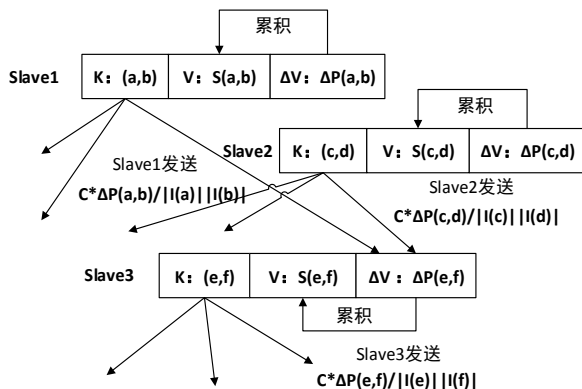 累积
Slave1 K：(a,b) V：S(a,b) ΔV：ΔP(a,b)
累积
Slave1发送
C*ΔP(a,b)/|I(a)||I(b)|
Slave2 K：(c,d) V：S(c,d) ΔV：ΔP(c,d)
Slave2发送
C*ΔP(c,d)/|I(c)||I(d)|
Slave3 K：(e,f) V：S(e,f) ΔV：ΔP(e,f)
累积
Slave3发送
C*ΔP(e,f)/|I(e)||I(f)|